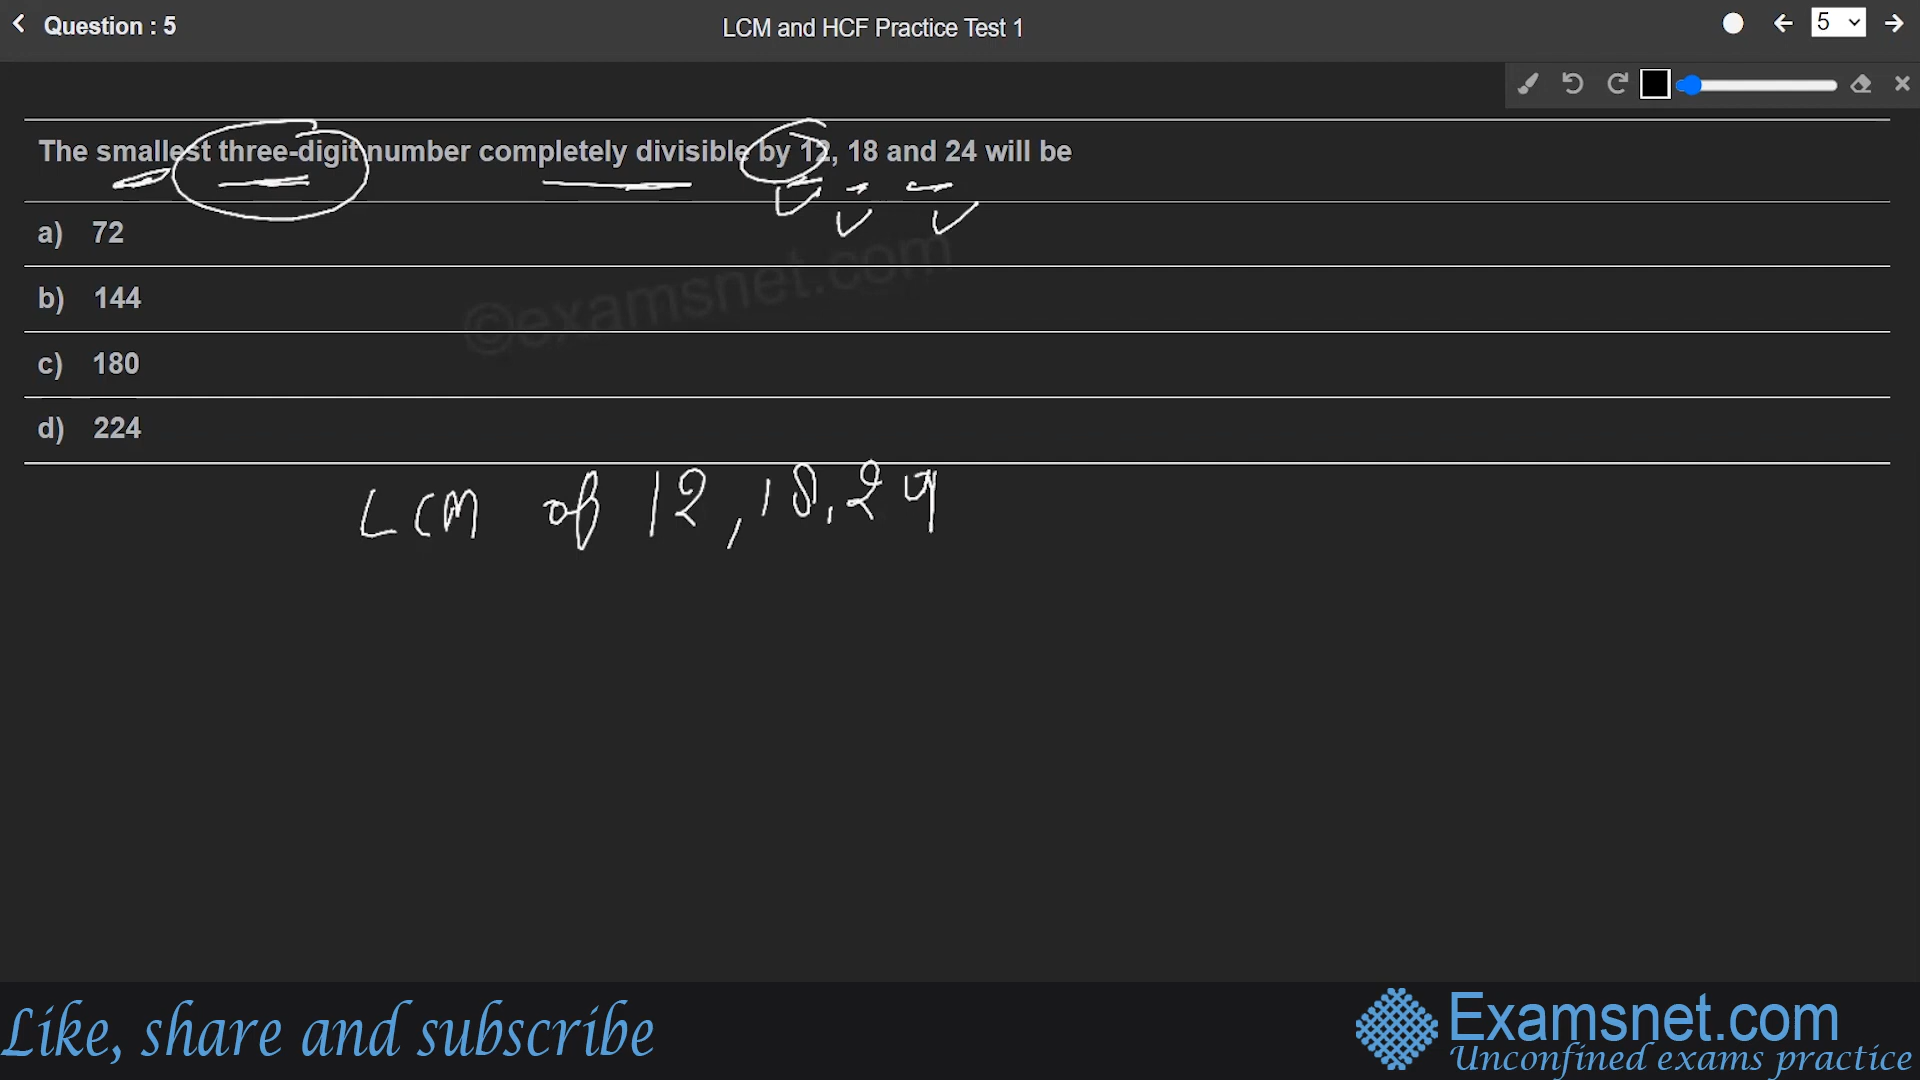 Question : 5
LCM and HCF Practice Test 1
5
The smallest three-digit number completely divisible by 12, 18 and 24 will be
a) 72
b) 144
c) 180
d) 224
©examsnet.com
LCM of 12, 18, 24
Like, share and subscribe
Examsnet.com
Unconfined exams practice